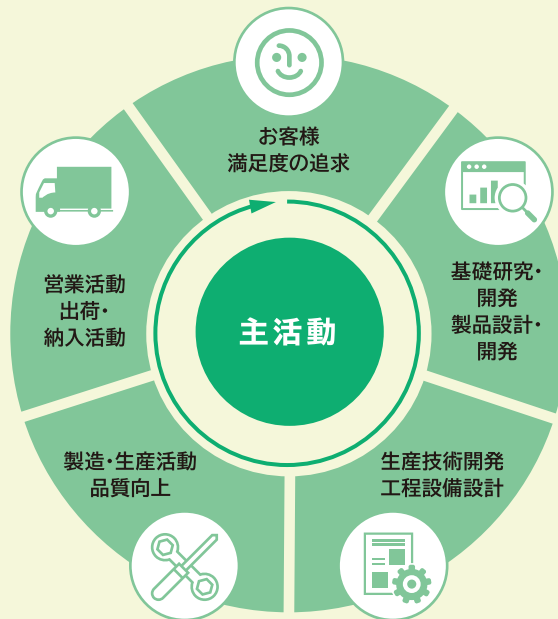 お客様
満足度の追求
基礎研究・
開発
製品設計・
開発
生産技術開発
工程設備設計
製造・生産活動
品質向上
営業活動
出荷・
納入活動
主活動